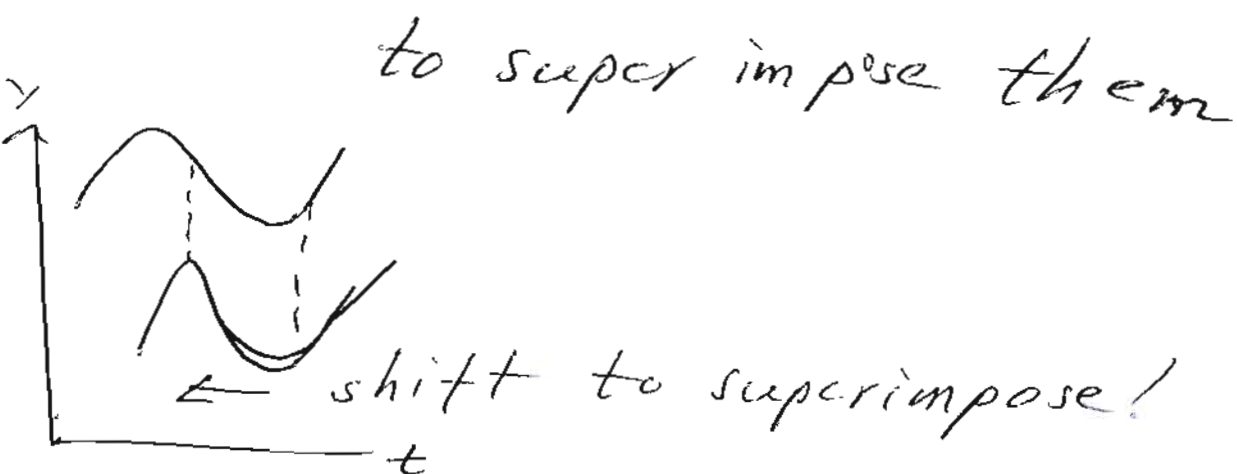 to super impose them
y
← shift to superimpose!
t